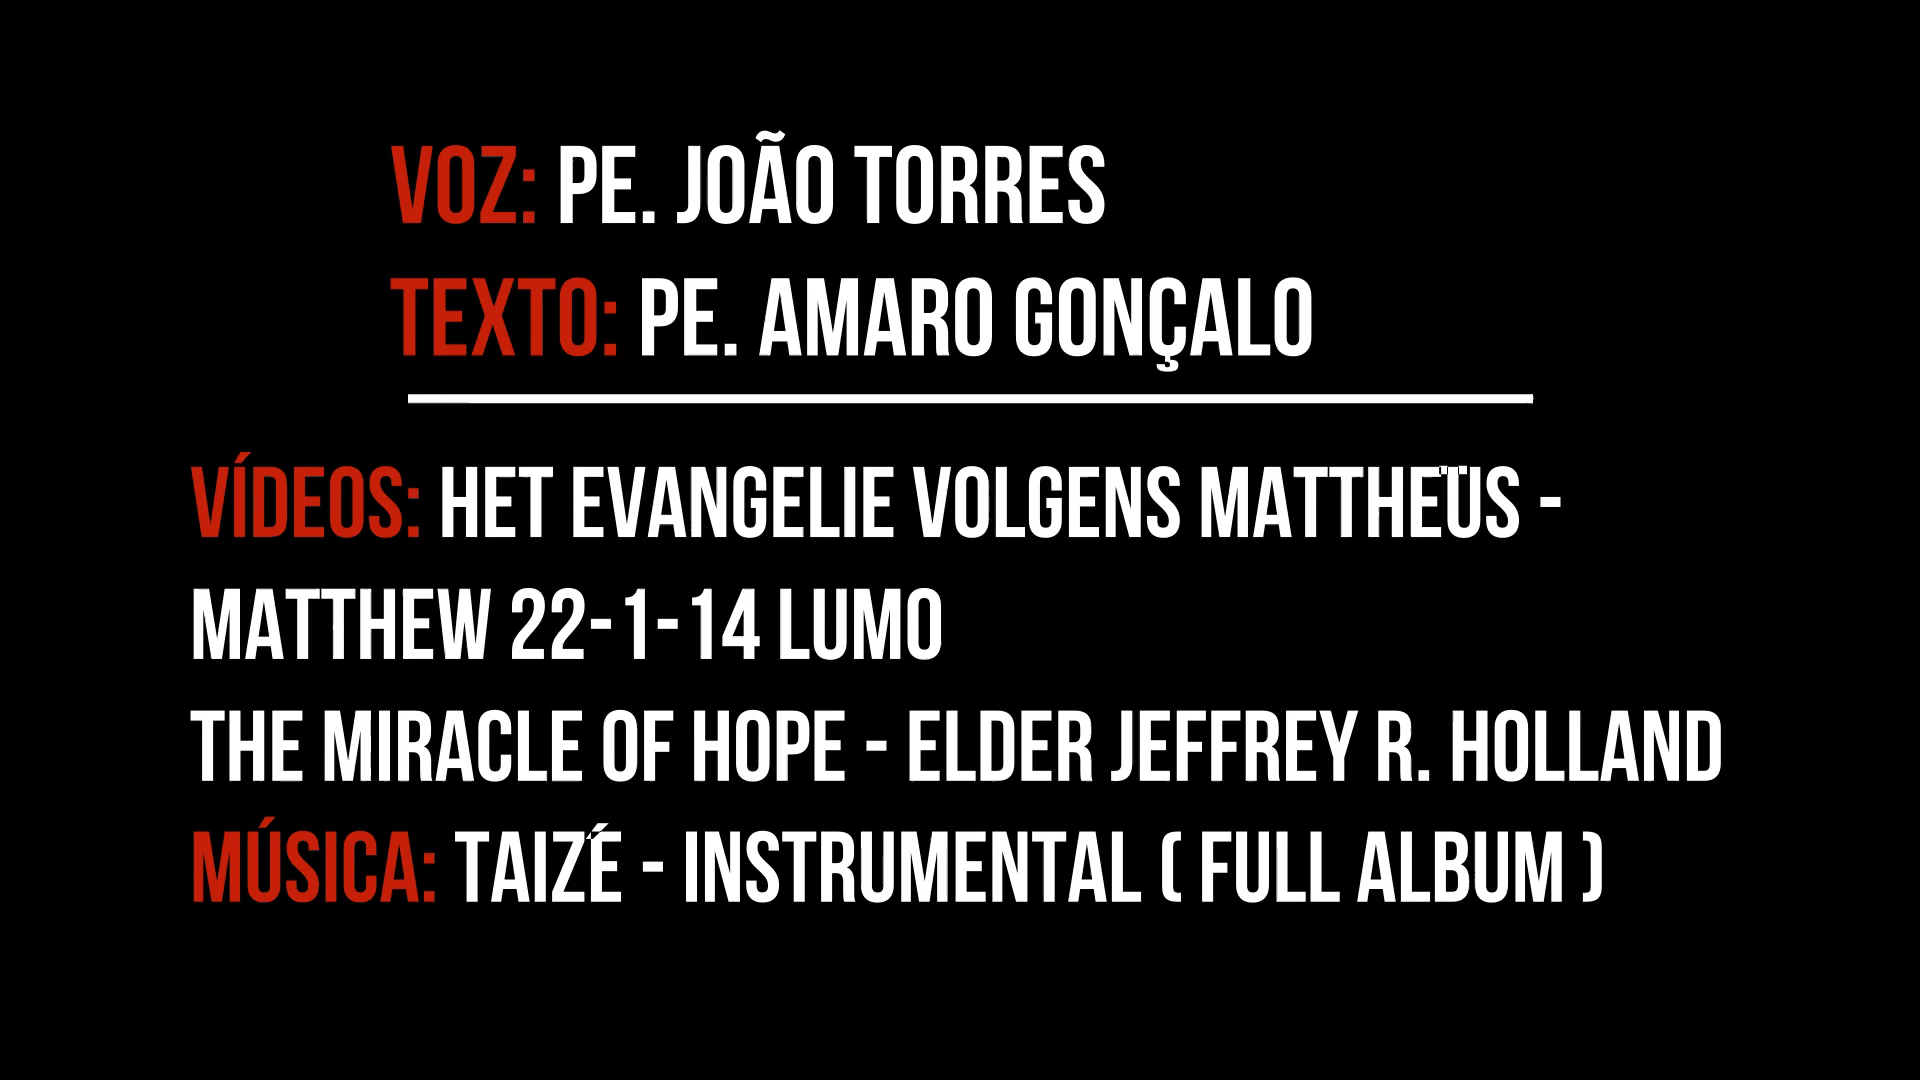 VOZ: PE. JOÃO TORRES
TEXTO: PE. AMARO GONÇALO
VÍDEOS: HET EVANGELIE VOLGENS MATTHEÜS -
MATTHEW 22-1-14 LUMO
THE MIRACLE OF HOPE - ELDER JEFFREY R. HOLLAND
MÚSICA: TAIZÉ - INSTRUMENTAL ( FULL ALBUM )